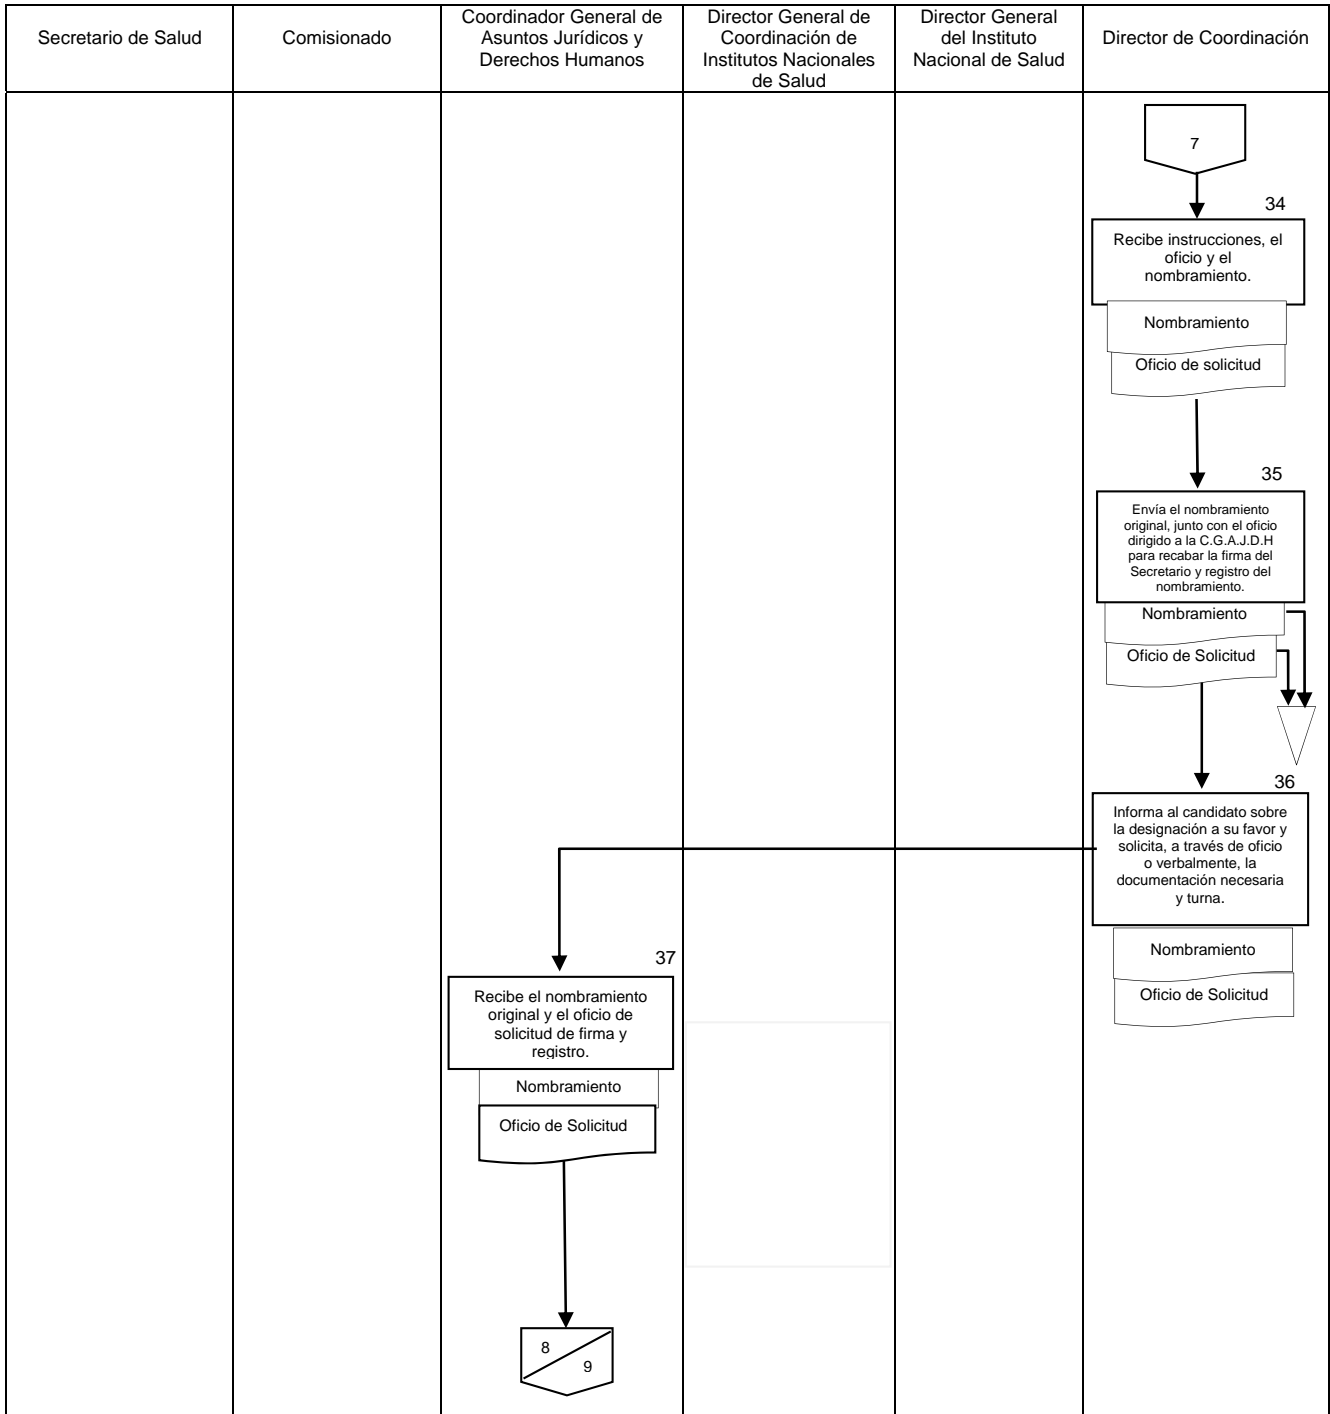 Secretario de Salud
Comisionado
Coordinador General de
Asuntos Jurídicos y
Derechos Humanos
Director General de
Coordinación de
Institutos Nacionales
de Salud
Director General
del Instituto
Nacional de Salud
Director de Coordinación
7
34
Recibe instrucciones, el
oficio y el
nombramiento.
Nombramiento
Oficio de solicitud
35
Envía el nombramiento
original, junto con el oficio
dirigido a la C.G.A.J.D.H
para recabar la firma del
Secretario y registro del
nombramiento.
Nombramiento
Oficio de Solicitud
36
Informa al candidato sobre
la designación a su favor y
solicita, a través de oficio
o verbalmente, la
documentación necesaria
y turna.
Nombramiento
Oficio de Solicitud
37
Recibe el nombramiento
original y el oficio de
solicitud de firma y
registro.
Nombramiento
Oficio de Solicitud
8
9